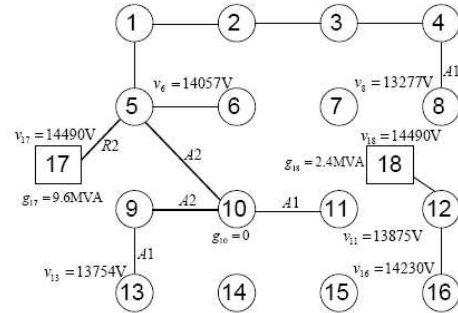 1 2 3 4
v₆ =14057V v₈ =13277V A1
5 6 7 8
v₁₇ =14490V R2 A2 v₁₈ =14490V
17 g₁₈ = 2.4MVA 18
g₁₇ = 9.6MVA
9 A2 10 A1 11 12
g₁₀ = 0 v₁₁ =13875V
v₁₃ =13754V A1 v₁₆ =14230V
13 14 15 16